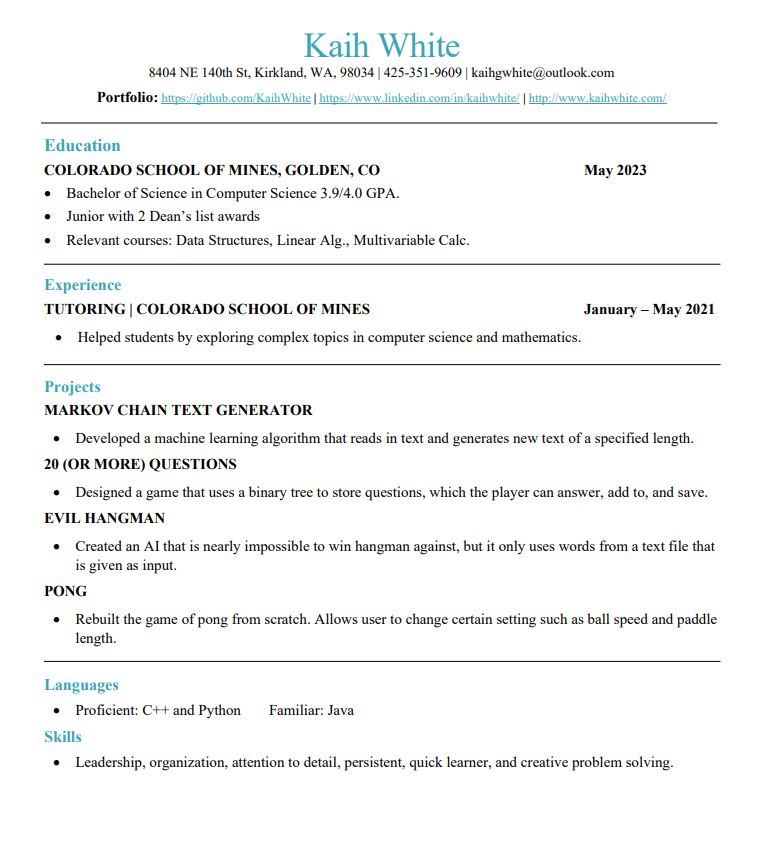 Kaih White
8404 NE 140th St, Kirkland, WA, 98034 | 425-351-9609 | kaihgwhite@outlook.com
Portfolio: https://github.com/KaihWhite | https://www.linkedin.com/in/kaihwhite/ | http://www.kaihwhite.com/
Education
COLORADO SCHOOL OF MINES, GOLDEN, CO May 2023
• Bachelor of Science in Computer Science 3.9/4.0 GPA.
• Junior with 2 Dean’s list awards
• Relevant courses: Data Structures, Linear Alg., Multivariable Calc.
Experience
TUTORING | COLORADO SCHOOL OF MINES January – May 2021
• Helped students by exploring complex topics in computer science and mathematics.
Projects
MARKOV CHAIN TEXT GENERATOR
• Developed a machine learning algorithm that reads in text and generates new text of a specified length.
20 (OR MORE) QUESTIONS
• Designed a game that uses a binary tree to store questions, which the player can answer, add to, and save.
EVIL HANGMAN
• Created an AI that is nearly impossible to win hangman against, but it only uses words from a text file that
is given as input.
PONG
• Rebuilt the game of pong from scratch. Allows user to change certain setting such as ball speed and paddle
length.
Languages
• Proficient: C++ and Python Familiar: Java
Skills
• Leadership, organization, attention to detail, persistent, quick learner, and creative problem solving.